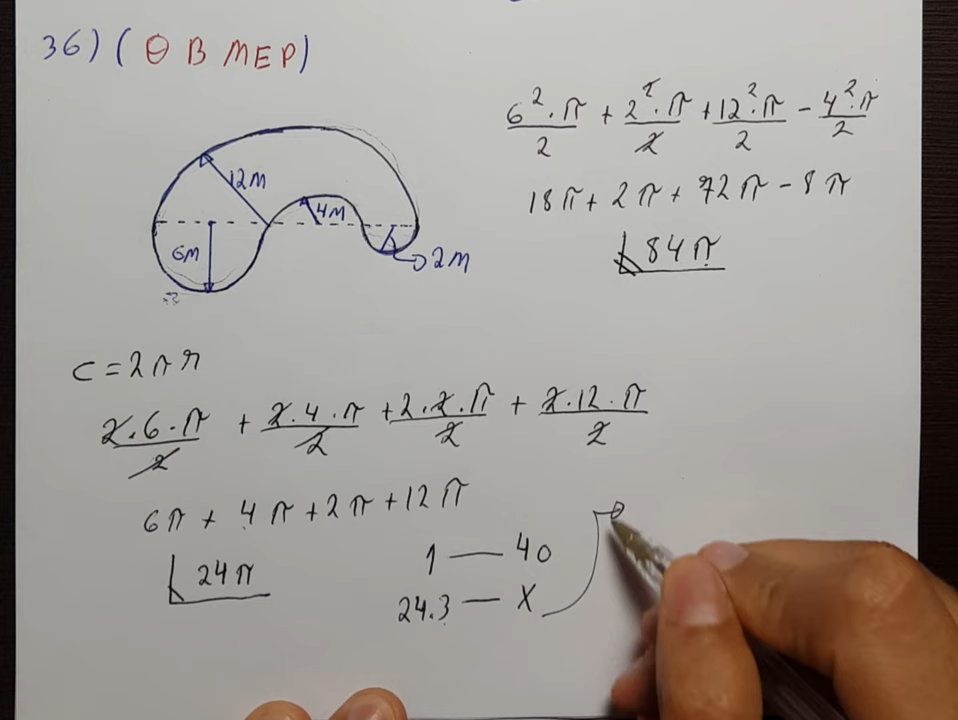 36) (Θ B MEP)
6².π/2 + 2².π/2 + 12².π/2 - 4².π/2
18π + 2π + 72π - 8π
84π
12M
4M
6M
2M
C = 2πr
2.6.π/2 + 2.4.π/2 + 2.2.π/2 + 2.12.π/2
6π + 4π + 2π + 12π
24π
1 — 40
24.3 — X